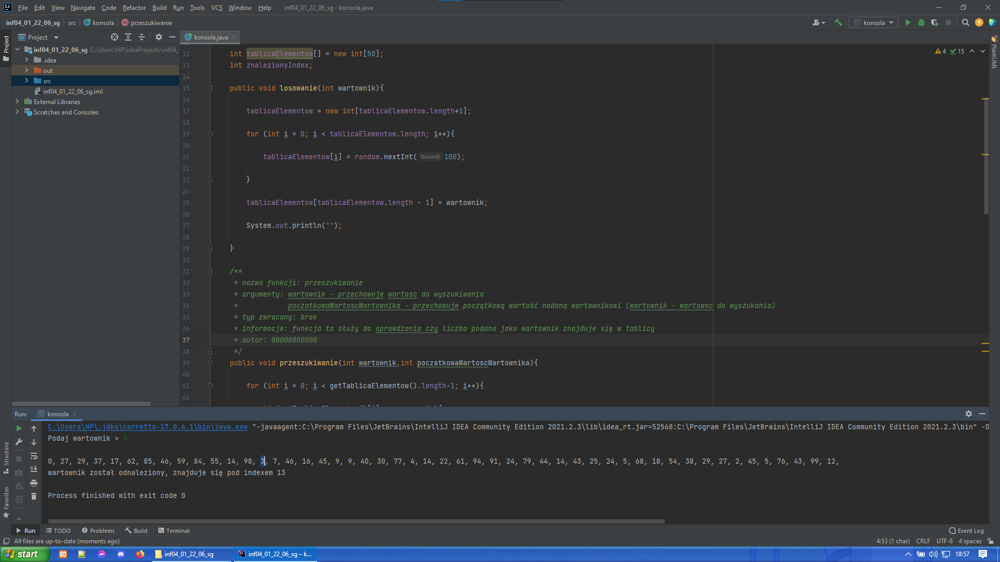 File Edit View Navigate Code Refactor Build Run Tools VCS Window Help inf04_01_22_06_sg - konsola.java
inf04_01_22_06_sg src konsola przeszukiwanie
konsola
Project
konsola.java
Project
inf04_01_22_06_sg C:\Users\HP\IdeaProjects\inf04_
.idea
out
src
inf04_01_22_06_sg.iml
External Libraries
Scratches and Consoles
4 15
PlantUML
12 int tablicaElementow[] = new int[50];
13 int znalezionyIndex;
14
15 public void losowanie(int wartownik){
16
17 tablicaElementow = new int[tablicaElementow.length+1];
18
19 for (int i = 0; i < tablicaElementow.length; i++){
20
21 tablicaElementow[i] = random.nextInt( bound: 100);
22
23 }
24
25 tablicaElementow[tablicaElementow.length - 1] = wartownik;
26
27 System.out.println("");
28
29 }
30
31 /**
32 * nazwa funkcji: przeszukiwanie
33 * argumenty: wartownik - przechowuje wartosc do wyszukiwania
34 * poczatkowaWartoscWartownika - przechowuje początkową wartość nadaną wartownikowi (wartownik - wartowsc do wyszukania)
35 * typ zwracany: brak
36 * informacje: funkcja ta służy do sprawdzania czy liczba podana jako wartownik znajduje się w tablicy
37 * autor: 00000000000
38 */
39 public void przeszukiwanie(int wartownik,int poczatkowaWartoscWartownika){
40
41 for (int i = 0; i < getTablicaElementow().length-1; i++){
42
Run: konsola
C:\Users\HP\.jdks\corretto-17.0.4.1\bin\java.exe "-javaagent:C:\Program Files\JetBrains\IntelliJ IDEA Community Edition 2021.2.3\lib\idea_rt.jar=52568:C:\Program Files\JetBrains\IntelliJ IDEA Community Edition 2021.2.3\bin" -D
Podaj wartownik > 3
0, 27, 29, 37, 17, 62, 85, 46, 59, 84, 55, 14, 98, 3, 7, 46, 16, 45, 9, 9, 40, 30, 77, 4, 14, 22, 61, 94, 91, 24, 79, 44, 14, 43, 25, 24, 5, 68, 18, 54, 38, 29, 27, 2, 45, 5, 76, 43, 99, 12,
wartownik został odnaleziony, znajduje się pod indexem 13
Process finished with exit code 0
Structure
Favorites
Run TODO Problems Build Terminal Event Log
All files are up-to-date (moments ago) 4:53 (1 char) CRLF UTF-8 4 spaces
start inf04_01_22_06_sg inf04_01_22_06_sg – k... 18:57